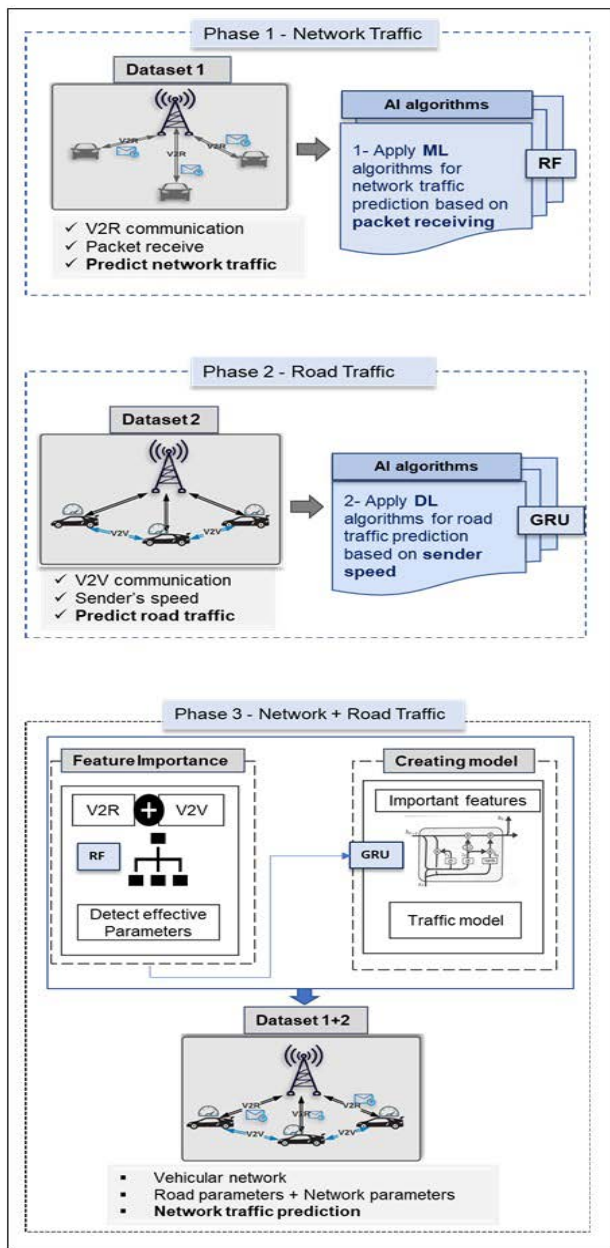 Phase 1 - Network Traffic
Dataset 1
V2R
V2R
V2R
✓ V2R communication
✓ Packet receive
✓ Predict network traffic
AI algorithms
1- Apply ML
algorithms for
network traffic
prediction based on
packet receiving
RF
Phase 2 - Road Traffic
Dataset 2
V2V
V2V
✓ V2V communication
✓ Sender's speed
✓ Predict road traffic
AI algorithms
2- Apply DL
algorithms for road
traffic prediction
based on sender
speed
GRU
Phase 3 - Network + Road Traffic
Feature Importance
V2R
V2V
RF
Detect effective
Parameters
Creating model
Important features
GRU
Traffic model
Dataset 1+2
V2R
V2R
V2R
V2V
V2V
▪ Vehicular network
▪ Road parameters + Network parameters
▪ Network traffic prediction